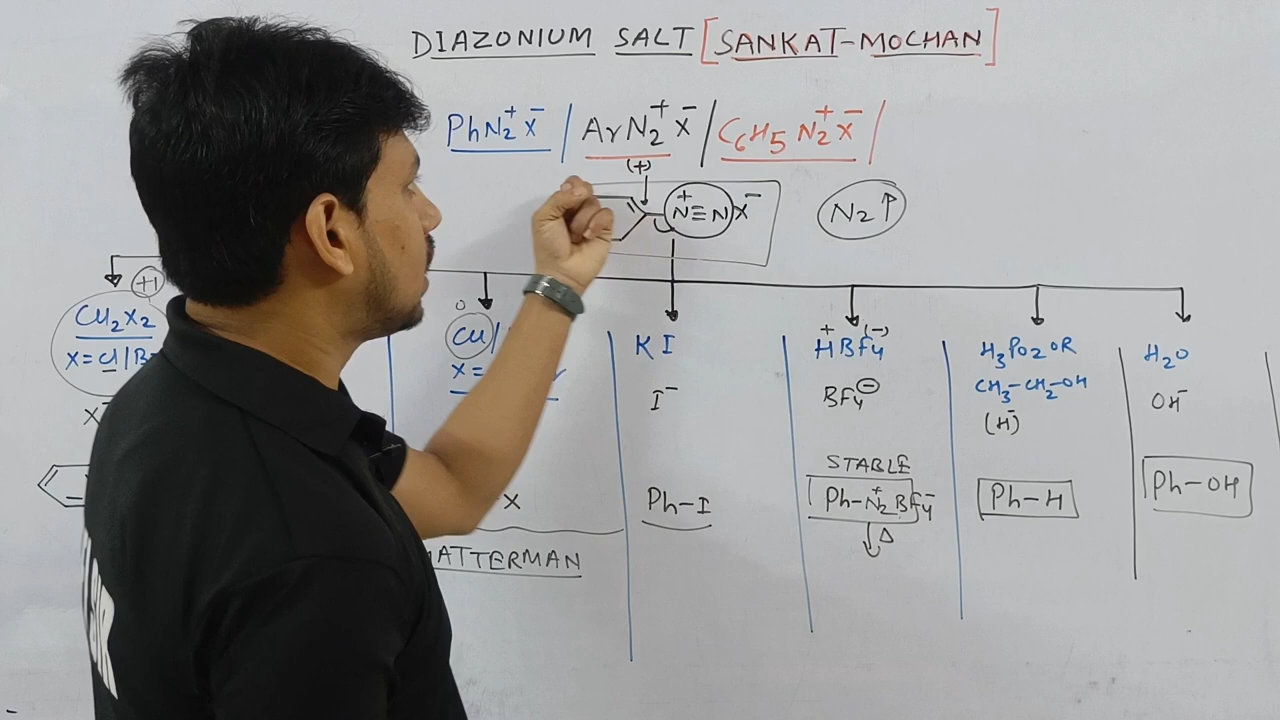 DIAZONIUM SALT [SANKAT-MOCHAN]
PhN₂⁺X⁻ / ArN₂⁺X⁻ / C₆H₅N₂⁺X⁻ /
(+)
N⁺≡N X⁻
N₂↑
+1
Cu₂X₂
X=Cl/B
X
0
Cu/
X=
X
ATTERMAN
KI
I⁻
Ph-I
+ (-)
HBF₄
BF₄⊖
STABLE
Ph-N₂⁺BF₄⁻
Δ
H₃PO₂ OR
CH₃-CH₂-OH
(H⁻)
Ph-H
H₂O
OH⁻
Ph-OH